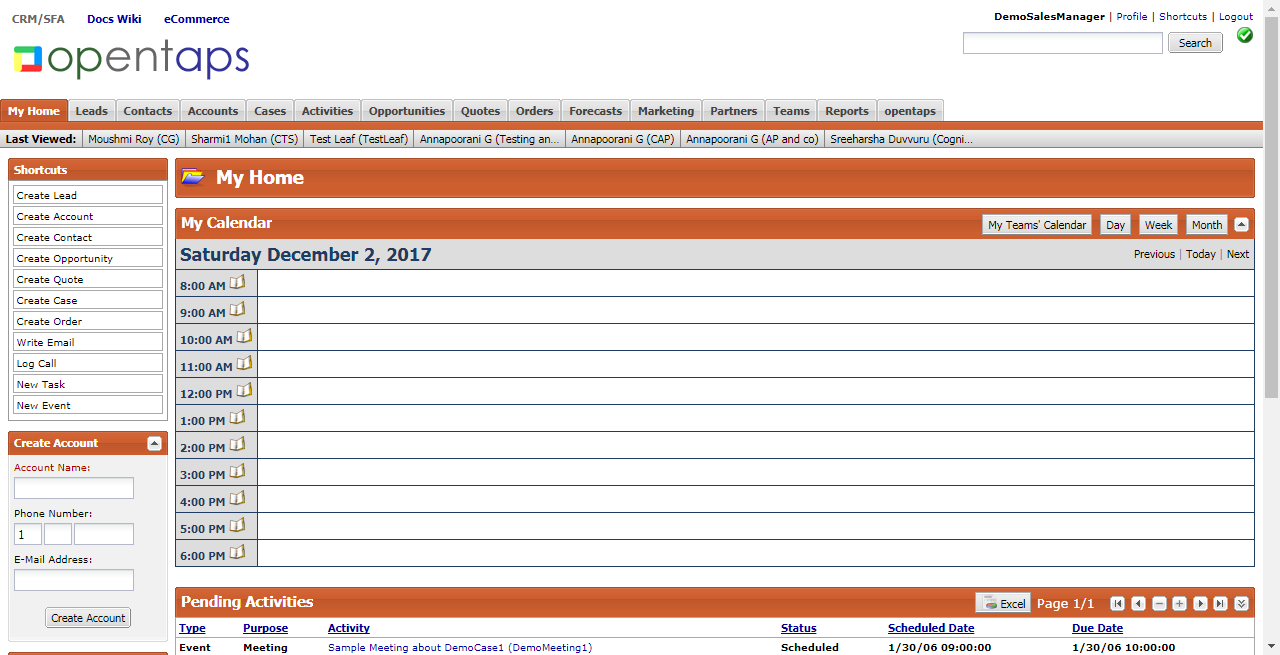 CRM/SFA Docs Wiki eCommerce
DemoSalesManager | Profile | Shortcuts | Logout
opentaps
Search
My Home Leads Contacts Accounts Cases Activities Opportunities Quotes Orders Forecasts Marketing Partners Teams Reports opentaps
Last Viewed: Moushmi Roy (CG) Sharmi1 Mohan (CTS) Test Leaf (TestLeaf) Annapoorani G (Testing an... Annapoorani G (CAP) Annapoorani G (AP and co) Sreeharsha Duvvuru (Cogni...
Shortcuts
Create Lead
Create Account
Create Contact
Create Opportunity
Create Quote
Create Case
Create Order
Write Email
Log Call
New Task
New Event
Create Account
Account Name:
Phone Number:
1
E-Mail Address:
Create Account
My Home
My Calendar My Teams' Calendar Day Week Month
Saturday December 2, 2017 Previous | Today | Next
8:00 AM
9:00 AM
10:00 AM
11:00 AM
12:00 PM
1:00 PM
2:00 PM
3:00 PM
4:00 PM
5:00 PM
6:00 PM
Pending Activities Excel Page 1/1
Type Purpose Activity Status Scheduled Date Due Date
Event Meeting Sample Meeting about DemoCase1 (DemoMeeting1) Scheduled 1/30/06 09:00:00 1/30/06 10:00:00